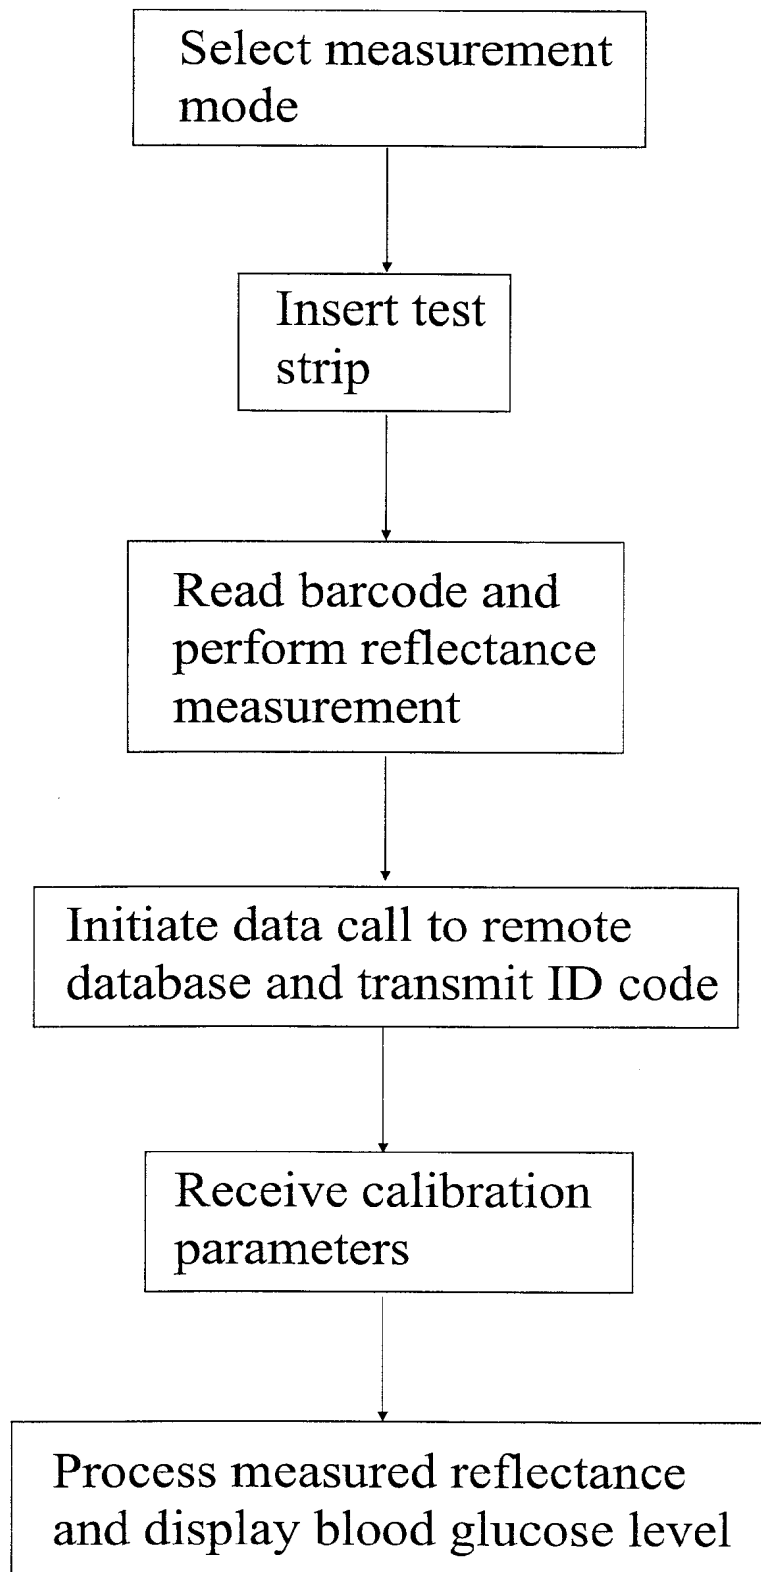 Select measurement
mode
Insert test
strip
Read barcode and
perform reflectance
measurement
Initiate data call to remote
database and transmit ID code
Receive calibration
parameters
Process measured reflectance
and display blood glucose level